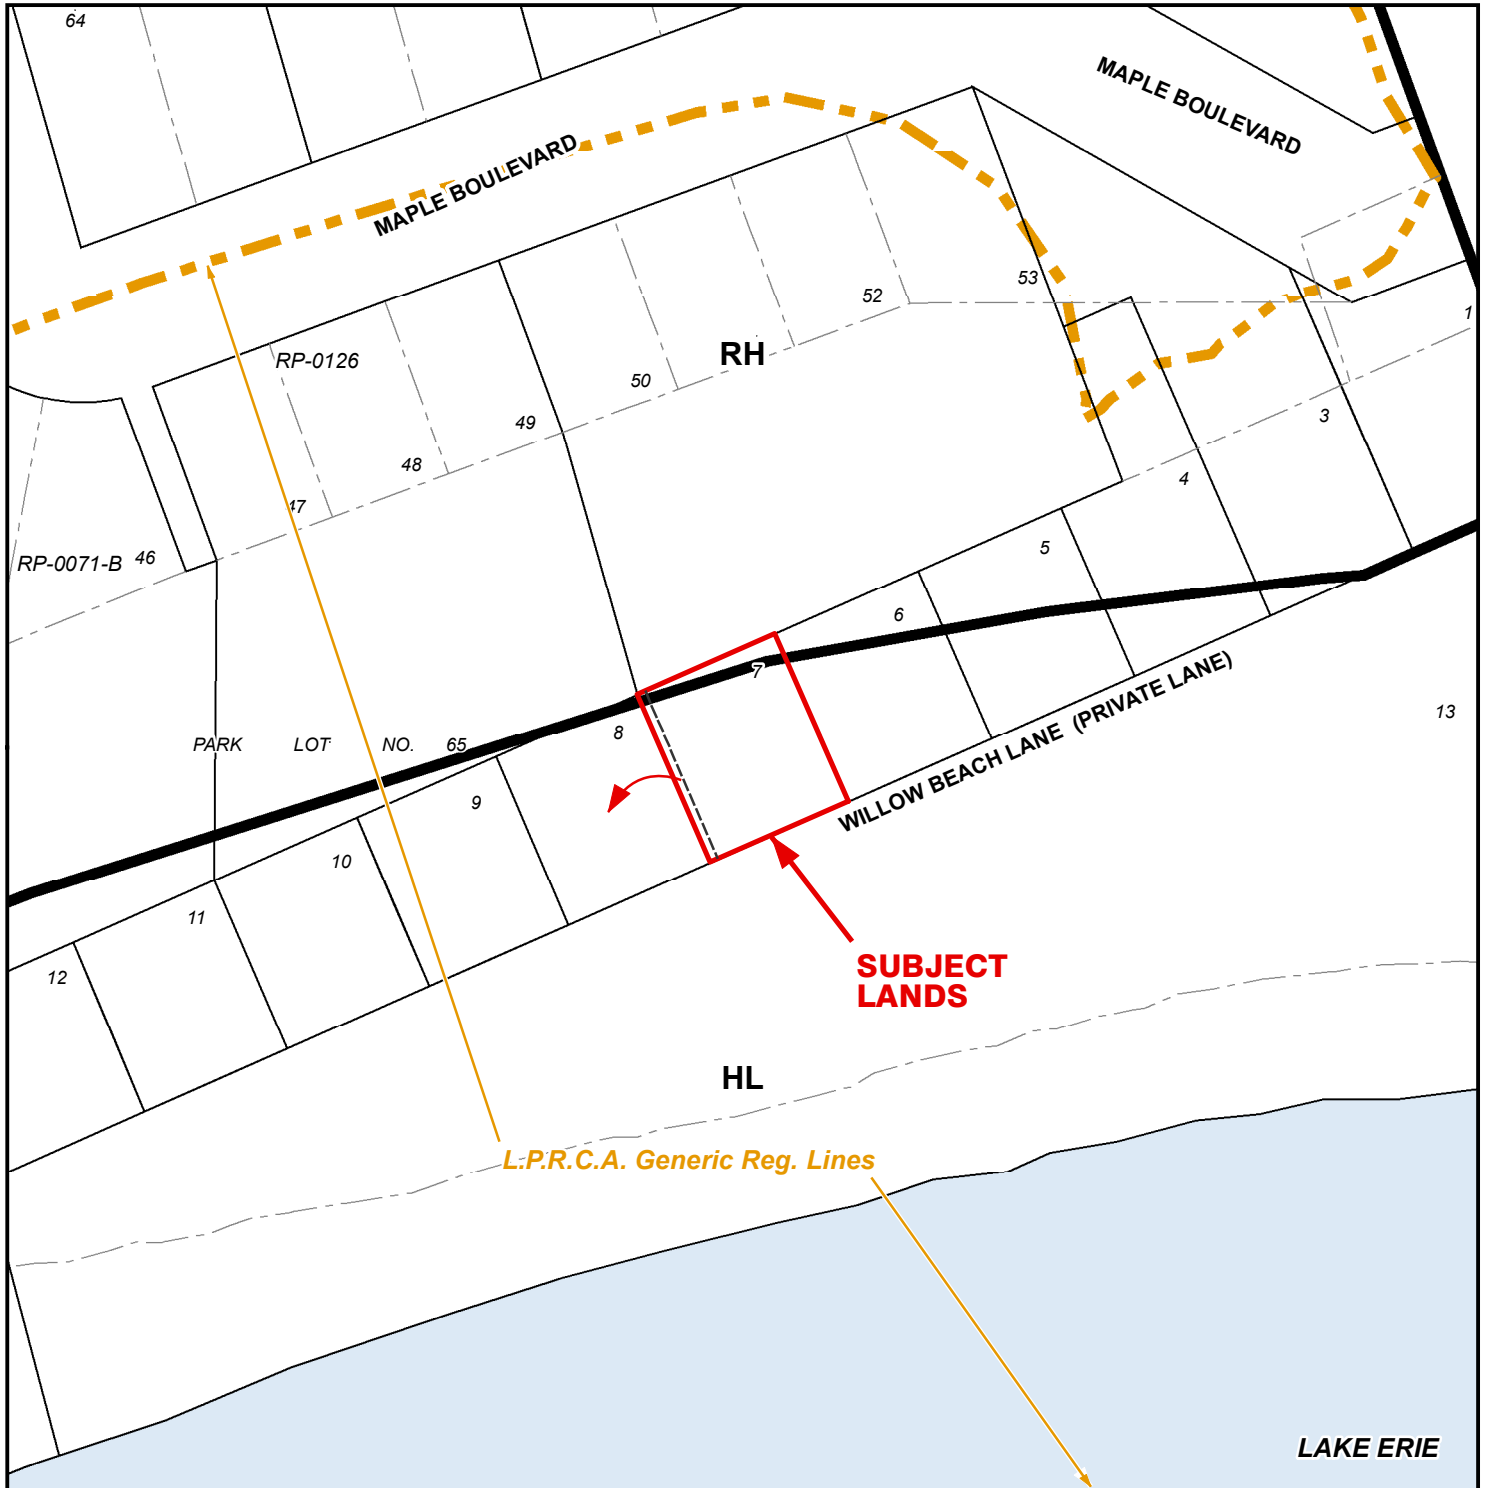 64
MAPLE BOULEVARD
MAPLE BOULEVARD
53
52
1
RH
RP-0126
50
3
49
48
4
47
5
RP-0071-B 46
6
7
13
8
PARK LOT NO. 65
WILLOW BEACH LANE (PRIVATE LANE)
9
10
11
12
SUBJECT
LANDS
HL
L.P.R.C.A. Generic Reg. Lines
LAKE ERIE